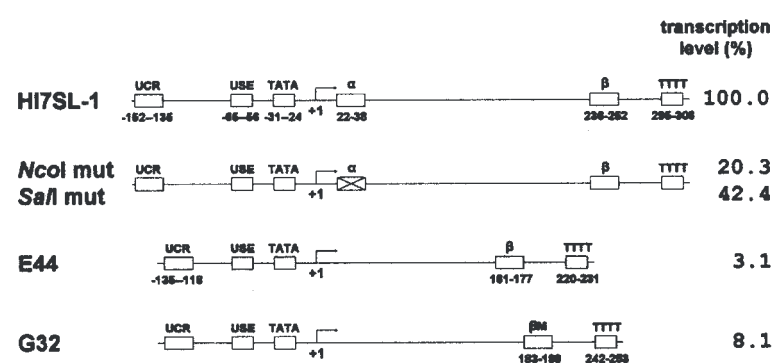 transcription
level (%)
UCR USE TATA α β TTTT
HI7SL-1 +1 100.0
-152--135 -65--56 -31--24 22-38 236-252 295-306
NcoI mut UCR USE TATA α β TTTT 20.3
SalI mut +1 42.4
UCR USE TATA β TTTT
E44 +1 3.1
-135--118 161-177 220-231
UCR USE TATA βM TTTT
G32 +1 8.1
183-199 242-253